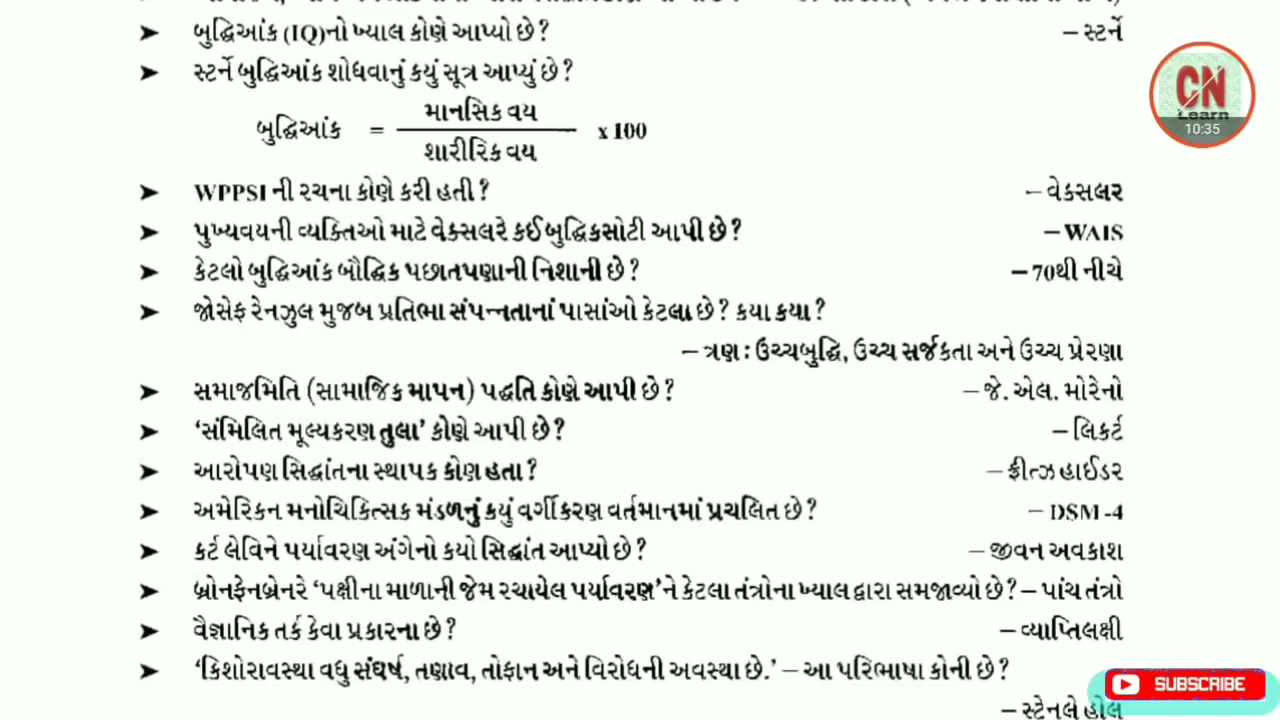 ➤ બુદ્ધિઆંક (IQ)નો ખ્યાલ કોણે આપ્યો છે? – સ્ટર્ને
➤ સ્ટર્ને બુદ્ધિઆંક શોધવાનું કયું સૂત્ર આપ્યું છે?
માનસિક વય
બુદ્ધિઆંક = x 100
શારીરિક વય
➤ WPPSI ની રચના કોણે કરી હતી? – વેકસલર
➤ પુખ્યવયની વ્યક્તિઓ માટે વેક્સલરે કઈ બુદ્ધિકસોટી આપી છે? – WAIS
➤ કેટલો બુદ્ધિઆંક બૌદ્ધિક પછાતપણાની નિશાની છે? – 70થી નીચે
➤ જોસેફ રેનઝુલ મુજબ પ્રતિભા સંપન્નતાનાં પાસાંઓ કેટલા છે? કયા કયા?
– ત્રણ : ઉચ્ચબુદ્ધિ, ઉચ્ચ સર્જકતા અને ઉચ્ચ પ્રેરણા
➤ સમાજમિતિ (સામાજિક માપન) પદ્ધતિ કોણે આપી છે? – જે. એલ. મોરેનો
➤ ‘સંમિલિત મૂલ્યકરણ તુલા’ કોણે આપી છે? – લિકર્ટ
➤ આરોપણ સિદ્ધાંતના સ્થાપક કોણ હતા? – ફ્રીત્ઝ હાઈડર
➤ અમેરિકન મનોચિકિત્સક મંડળનું કયું વર્ગીકરણ વર્તમાનમાં પ્રચલિત છે? – DSM -4
➤ કર્ટ લેવિને પર્યાવરણ અંગેનો કયો સિદ્ધાંત આપ્યો છે? – જીવન અવકાશ
➤ બ્રોનફેનબ્રેનરે ‘પક્ષીના માળાની જેમ રચાયેલ પર્યાવરણ’ને કેટલા તંત્રોના ખ્યાલ દ્વારા સમજાવ્યો છે? – પાંચ તંત્રો
➤ વૈજ્ઞાનિક તર્ક કેવા પ્રકારના છે? – વ્યાપ્તિલક્ષી
➤ ‘કિશોરાવસ્થા વધુ સંઘર્ષ, તણાવ, તોફાન અને વિરોધની અવસ્થા છે.’ – આ પરિભાષા કોની છે?
– સ્ટેનલે હોલ
CN
Learn
10:35
SUBSCRIBE